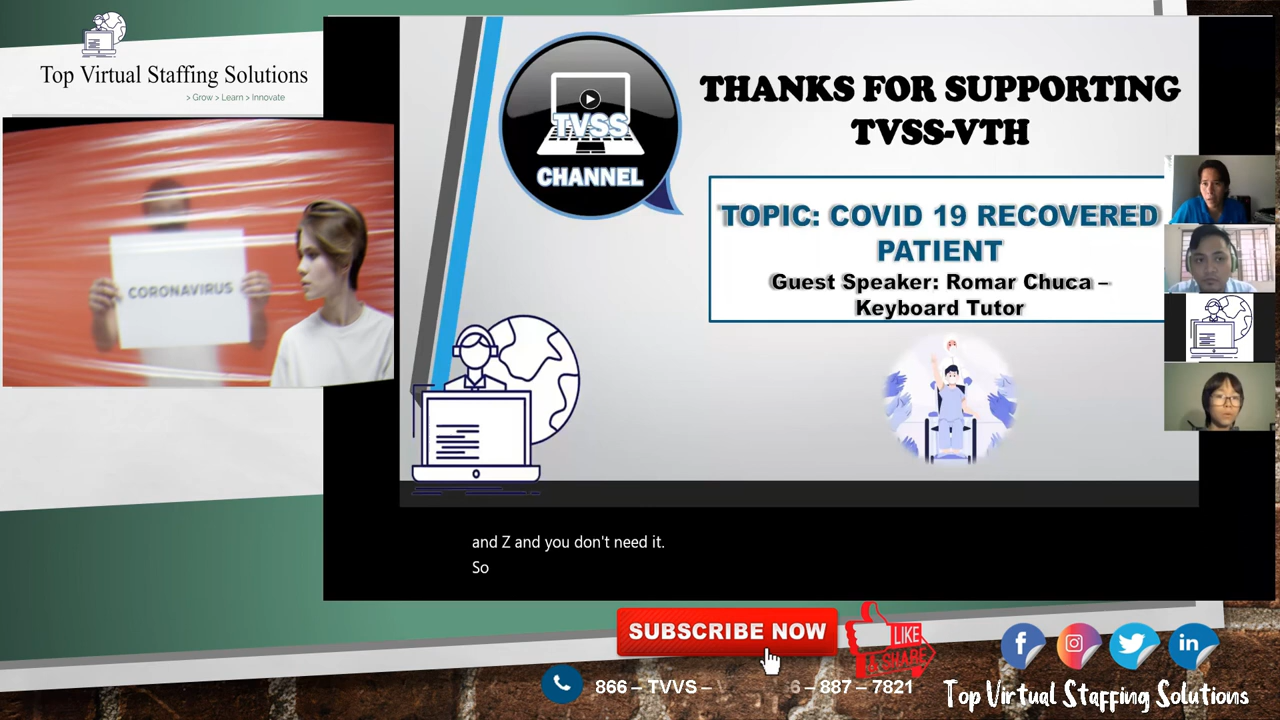 Top Virtual Staffing Solutions
> Grow > Learn > Innovate
CORONAVIRUS
TVSS
CHANNEL
THANKS FOR SUPPORTING
TVSS-VTH
TOPIC: COVID 19 RECOVERED
PATIENT
Guest Speaker: Romar Chuca –
Keyboard Tutor
and Z and you don't need it.
So
SUBSCRIBE NOW
LIKE
SHARE
866 – TVVS –
6 – 887 – 7821
Top Virtual Staffing Solutions